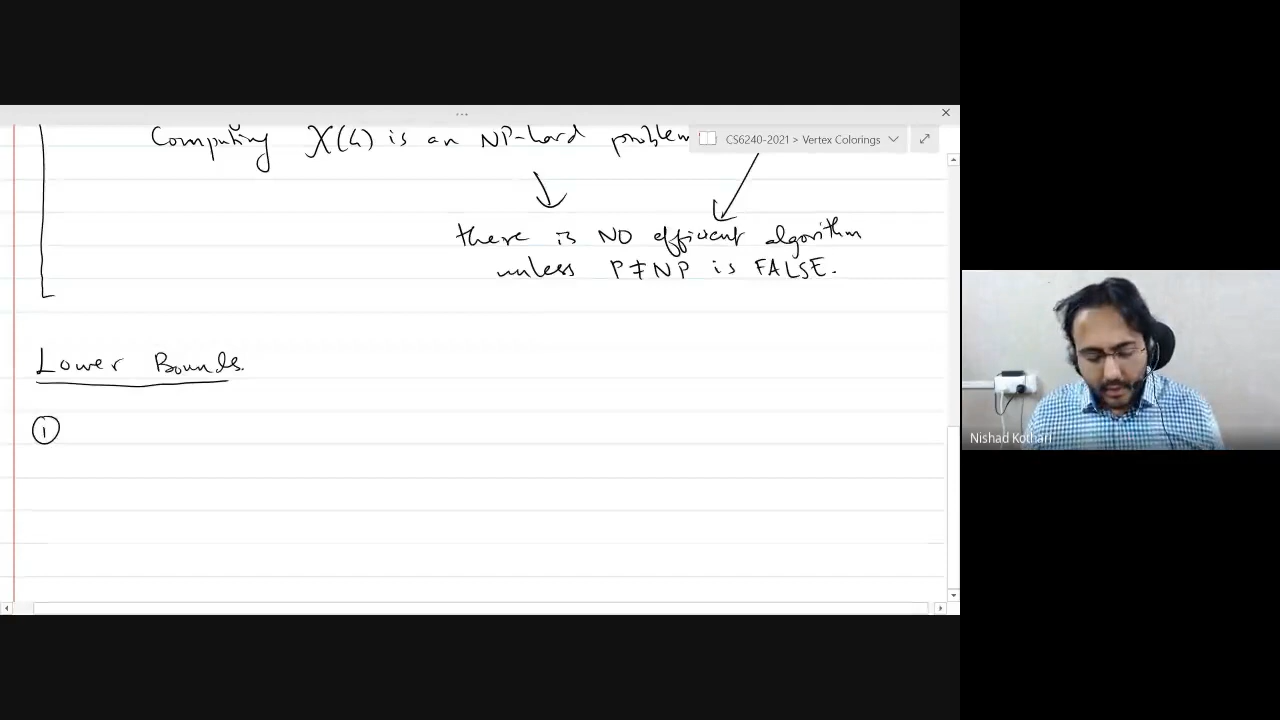 Computing χ(G) is an NP-hard problem
CS6240-2021 > Vertex Colorings
there is NO efficient algorithm
unless P≠NP is FALSE.
Lower Bounds.
①
Nishad Kothari